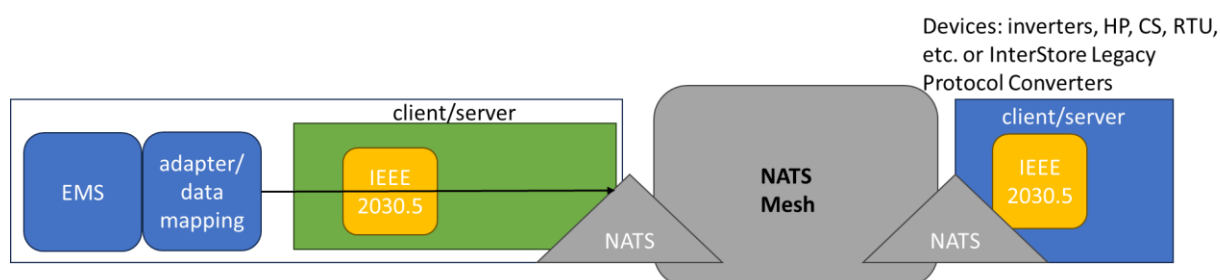 Devices: inverters, HP, CS, RTU,
etc. or InterStore Legacy
Protocol Converters
client/server
client/server
EMS
adapter/
data
mapping
IEEE
2030.5
NATS
NATS
Mesh
NATS
IEEE
2030.5